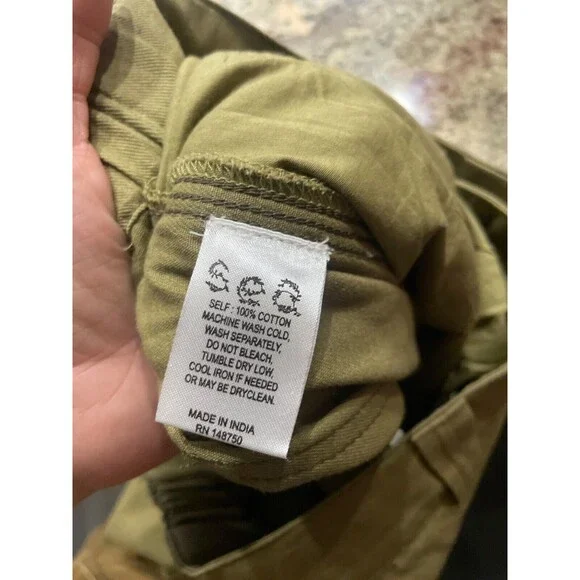 Sea
SELF : 100% COTTON
MACHINE WASH COLD,
WASH SEPARATELY,
DO NOT BLEACH,
TUMBLE DRY LOW,
COOL IRON IF NEEDED
OR MAY BE DRYCLEAN.
MADE IN INDIA
RN 148750